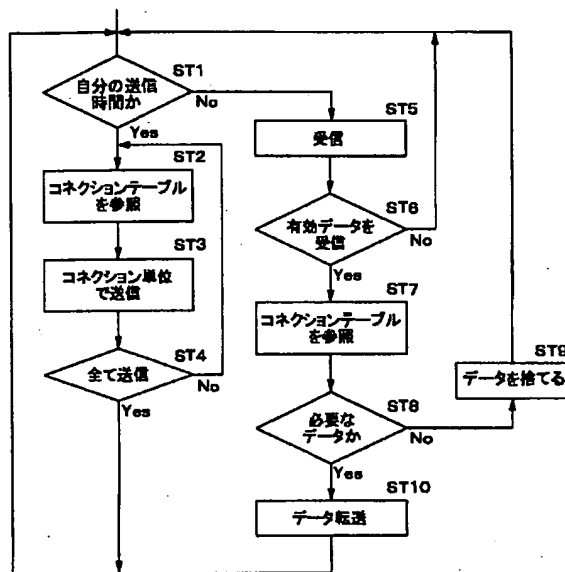 ST1
自分の送信
時間か
No
Yes
ST2
コネクションテーブル
を参照
ST3
コネクション単位
で送信
ST4
全て送信
No
Yes
ST5
受信
ST6
有効データを
受信
No
Yes
ST7
コネクションテーブル
を参照
ST8
必要な
データか
No
Yes
ST9
データを捨てる
ST10
データ転送